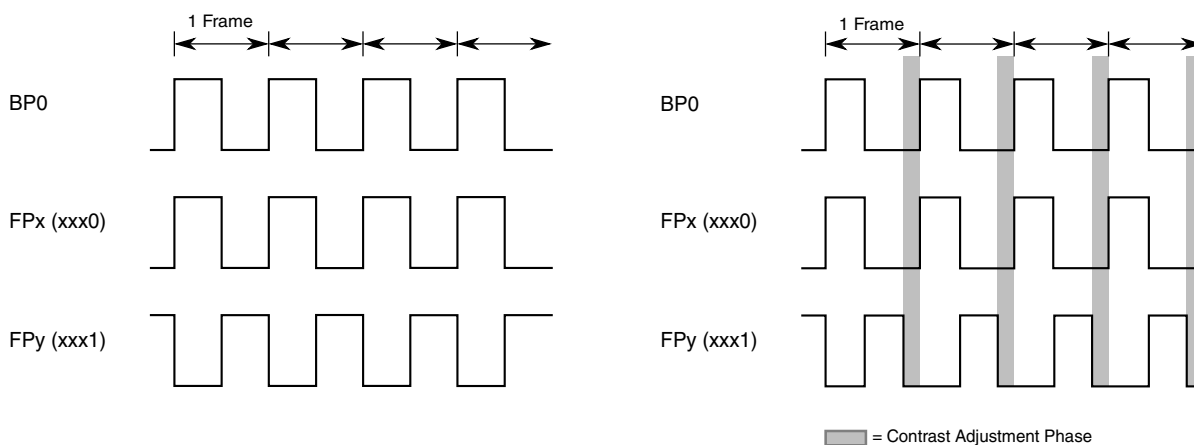 1 Frame
BP0
FPx (xxx0)
FPy (xxx1)
1 Frame
BP0
FPx (xxx0)
FPy (xxx1)
= Contrast Adjustment Phase